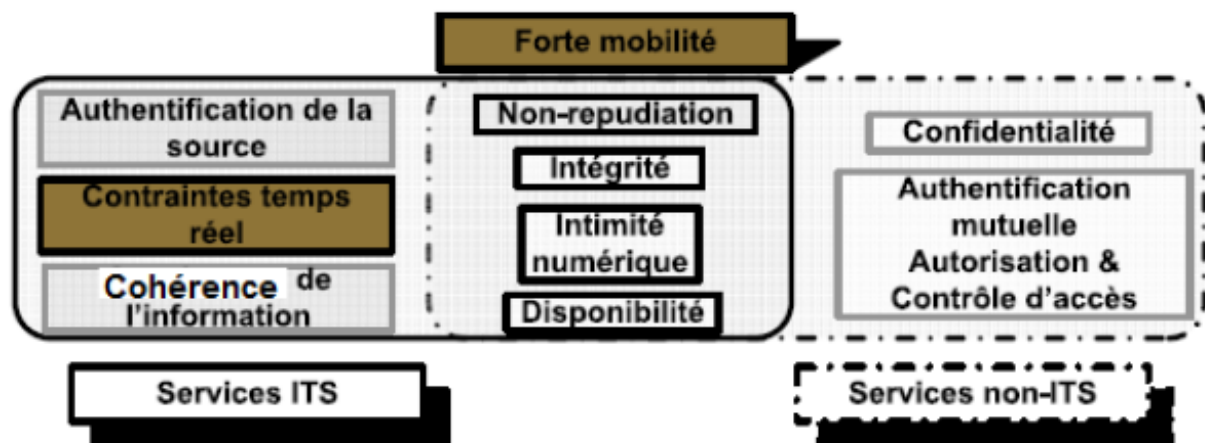 Forte mobilité
Authentification de la
source
Contraintes temps
réel
Cohérence de
l'information
Non-repudiation
Intégrité
Intimité
numérique
Disponibilité
Confidentialité
Authentification
mutuelle
Autorisation &
Contrôle d'accès
Services ITS
Services non-ITS